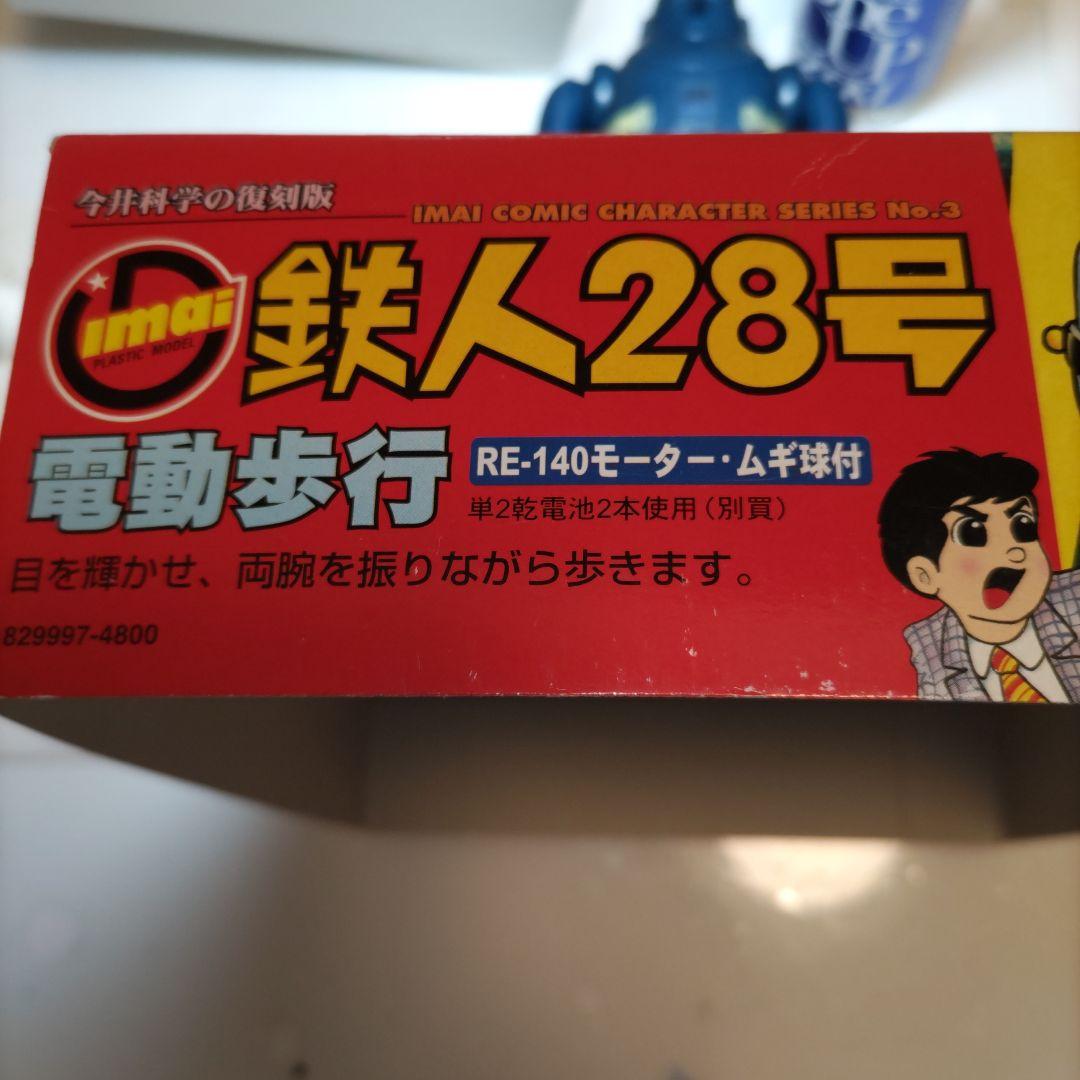 今井科学の復刻版
IMAI COMIC CHARACTER SERIES No.3
imai
PLASTIC MODEL
鉄人28号
電動歩行
RE-140モーター・ムギ球付
単2乾電池2本使用(別買)
目を輝かせ、両腕を振りながら歩きます。
829997-4800